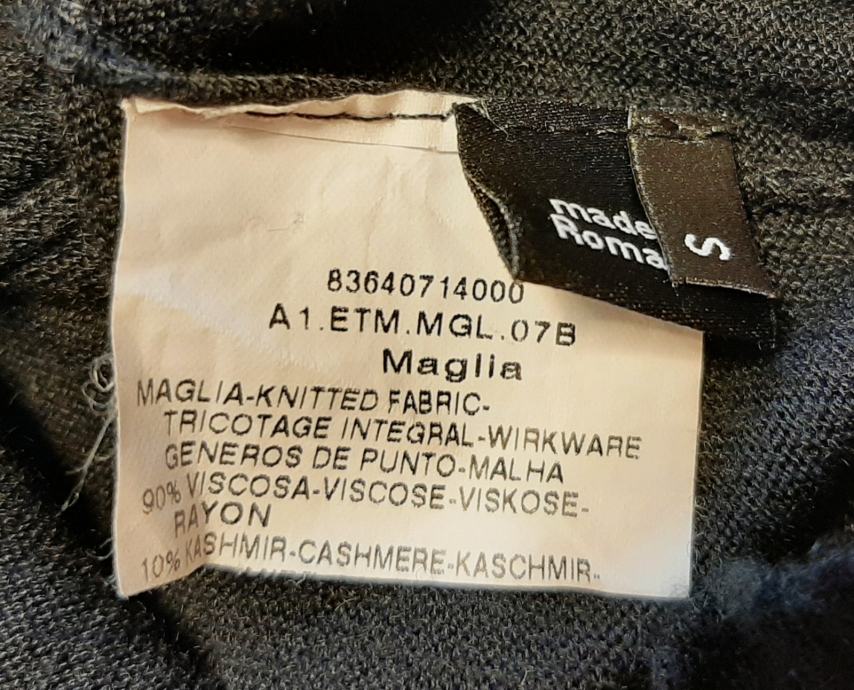 made
Roma
S
83640714000
A1.ETM.MGL.07B
Maglia
MAGLIA-KNITTED FABRIC-
TRICOTAGE INTEGRAL-WIRKWARE
GENEROS DE PUNTO-MALHA
90% VISCOSA-VISCOSE-VISKOSE-
RAYON
10% KASHMIR-CASHMERE-KASCHMIR-